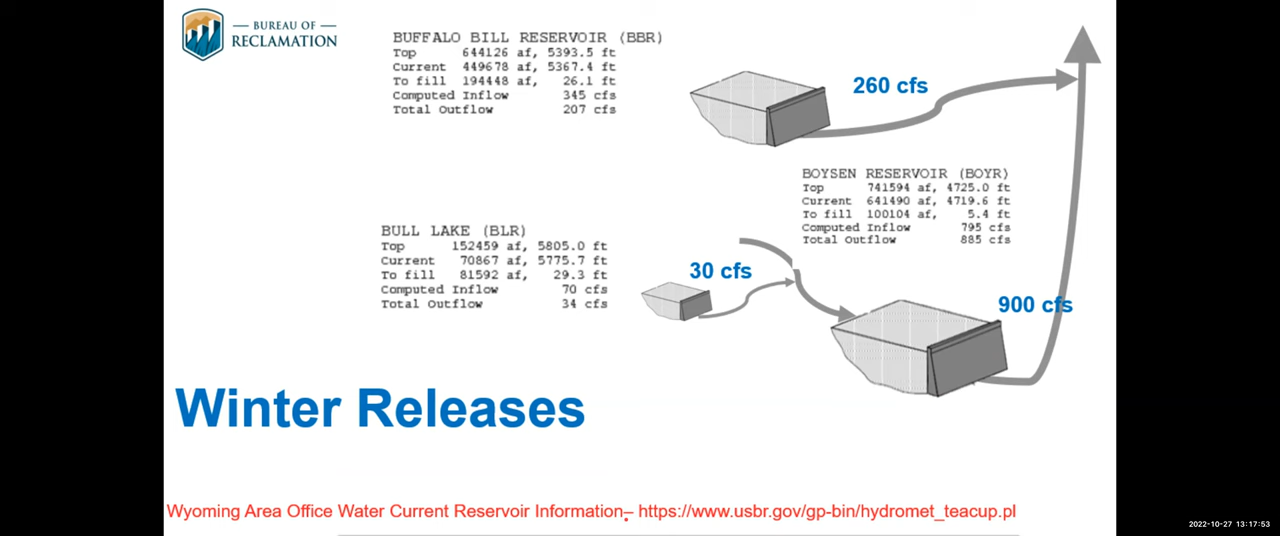 BUREAU OF
RECLAMATION
BUFFALO BILL RESERVOIR (BBR)
Top 644126 af, 5393.5 ft
Current 449678 af, 5367.4 ft
To fill 194448 af, 26.1 ft
Computed Inflow 345 cfs
Total Outflow 207 cfs
260 cfs
BOYSEN RESERVOIR (BOYR)
Top 741594 af, 4725.0 ft
Current 641490 af, 4719.6 ft
To fill 100104 af, 5.4 ft
Computed Inflow 795 cfs
Total Outflow 885 cfs
BULL LAKE (BLR)
Top 152459 af, 5805.0 ft
Current 70867 af, 5775.7 ft
To fill 81592 af, 29.3 ft
Computed Inflow 70 cfs
Total Outflow 34 cfs
30 cfs
900 cfs
Winter Releases
Wyoming Area Office Water Current Reservoir Information– https://www.usbr.gov/gp-bin/hydromet_teacup.pl
2022-10-27 13:17:53